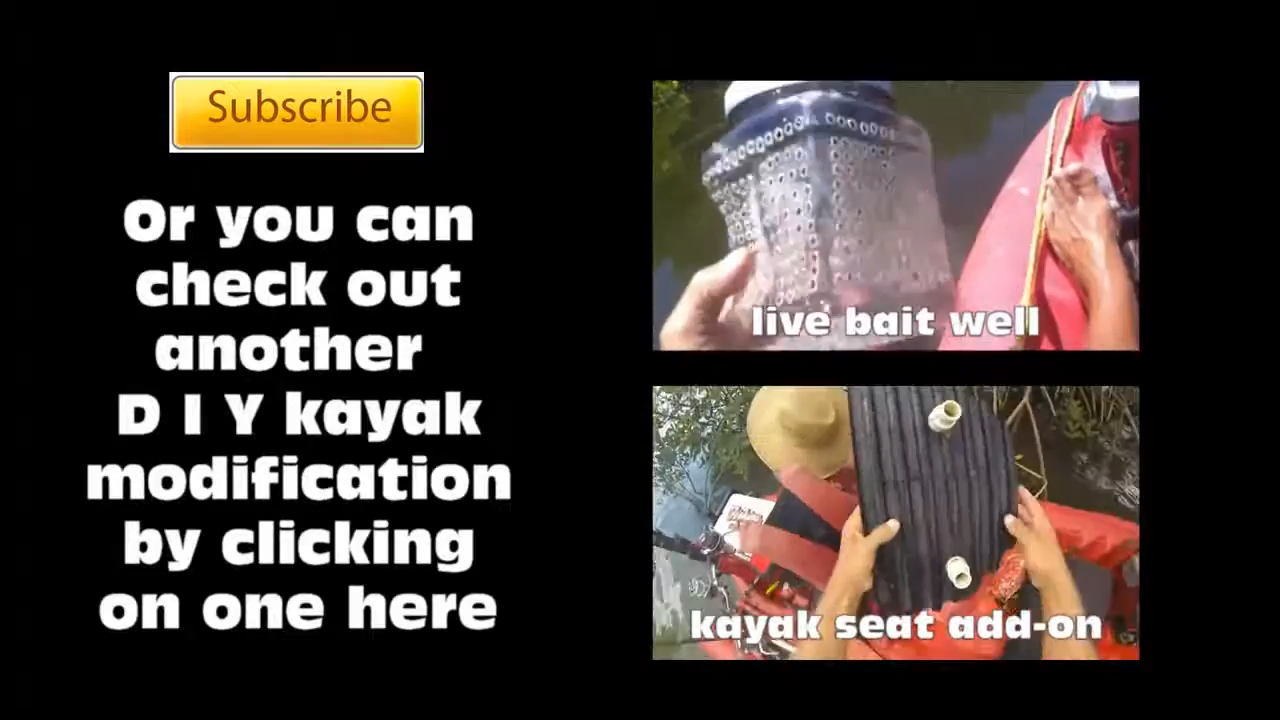 Subscribe
Or you can
check out
another
D I Y kayak
modification
by clicking
on one here
live bait well
kayak seat add-on